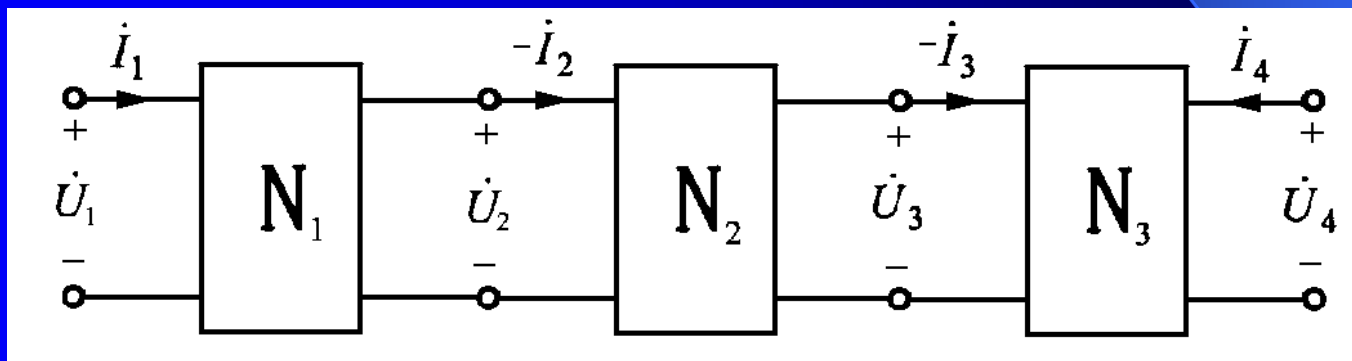 İ₁ -İ₂ -İ₃ İ₄
+ + + +
U̇₁ N₁ U̇₂ N₂ U̇₃ N₃ U̇₄
- - - -